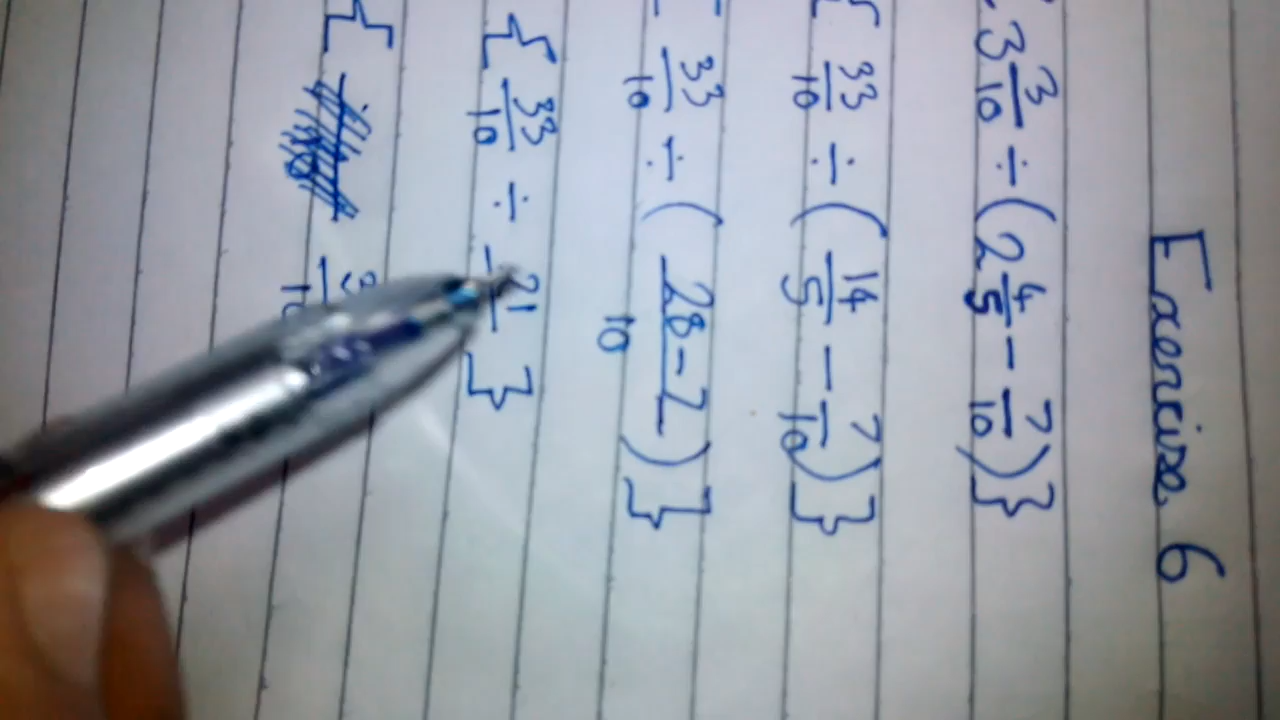 Exercise 6
{3 3/10 ÷ (2 4/5 - 7/10)}
{33/10 ÷ (14/5 - 7/10)}
33/10 ÷ (28-7/10)}
{33/10 ÷ 21/ }
{